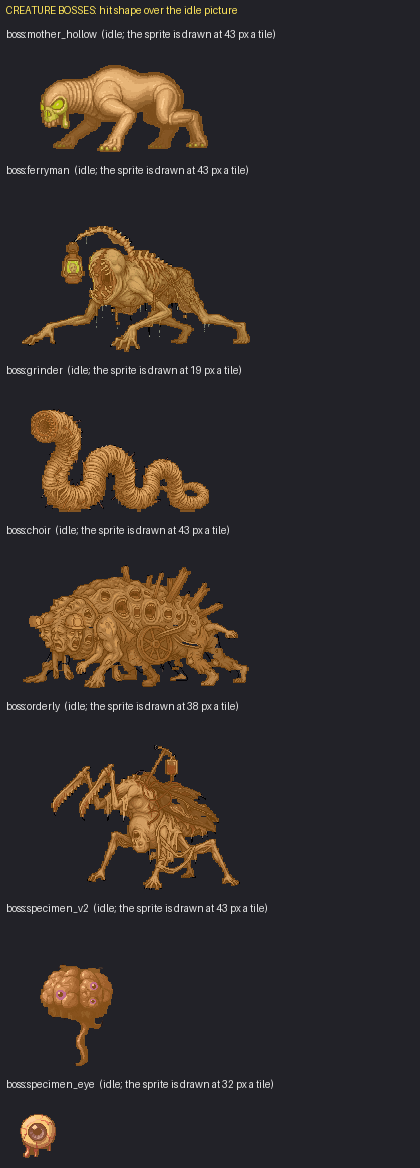 CREATURE BOSSES: hit shape over the idle picture
boss:mother_hollow (idle; the sprite is drawn at 43 px a tile)
boss:ferryman (idle; the sprite is drawn at 43 px a tile)
boss:grinder (idle; the sprite is drawn at 19 px a tile)
boss:choir (idle; the sprite is drawn at 43 px a tile)
boss:orderly (idle; the sprite is drawn at 38 px a tile)
boss:specimen_v2 (idle; the sprite is drawn at 43 px a tile)
boss:specimen_eye (idle; the sprite is drawn at 32 px a tile)